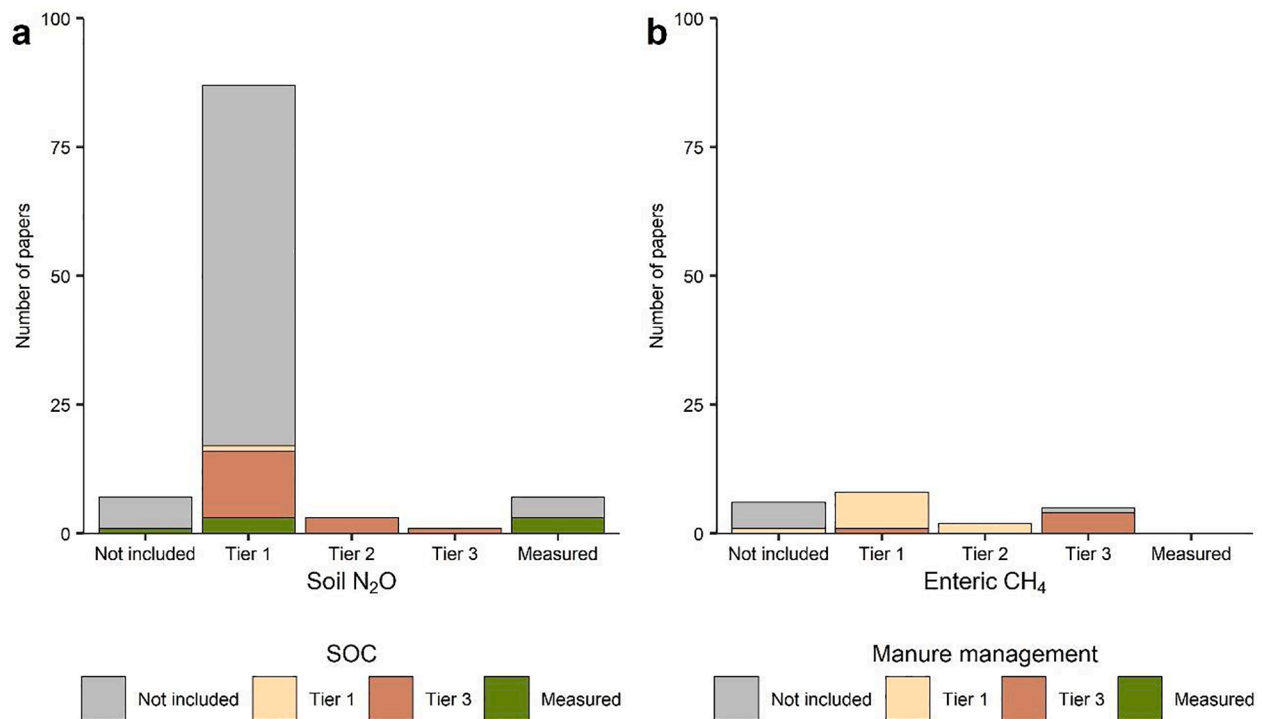 a
100
75
50
25
0
Number of papers
Not included Tier 1 Tier 2 Tier 3 Measured
Soil N₂O
SOC
Not included Tier 1 Tier 3 Measured
b
100
75
50
25
0
Number of papers
Not included Tier 1 Tier 2 Tier 3 Measured
Enteric CH₄
Manure management
Not included Tier 1 Tier 3 Measured